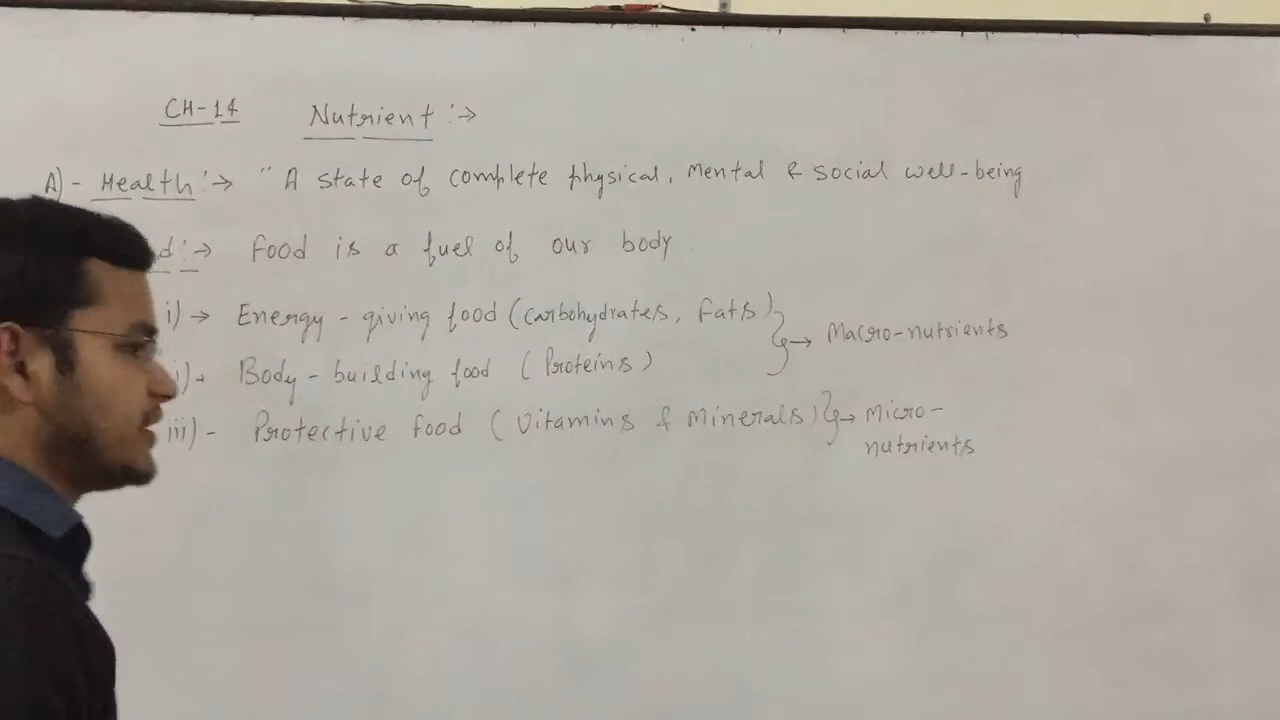 CH-14 Nutrient :→
A)- Health :→ "A state of complete physical, Mental & social well-being
d :→ Food is a fuel of our body
i) → Energy - giving food (Carbohydrates, Fats) } → Macro-nutrients
i) - Body - building food (Proteins)
iii) - Protective food (Vitamins & Minerals) } → Micro-
nutrients